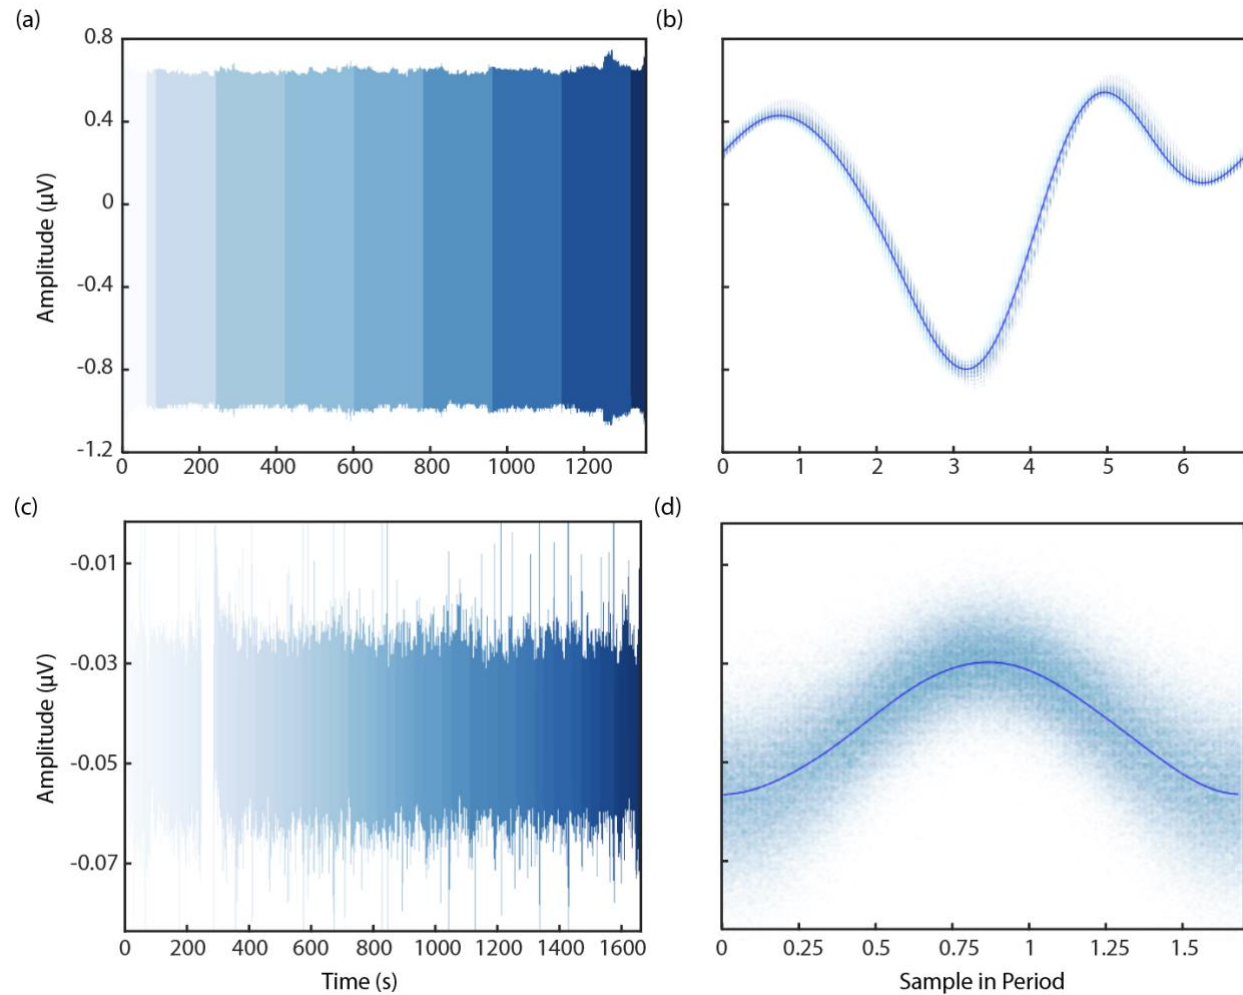 (a)
(b)
0.8
0.4
0
-0.4
-0.8
-1.2
Amplitude (µV)
0 200 400 600 800 1000 1200
0 1 2 3 4 5 6
(c)
(d)
-0.01
-0.03
-0.05
-0.07
Amplitude (µV)
0 200 400 600 800 1000 1200 1400 1600
0 0.25 0.5 0.75 1 1.25 1.5
Time (s)
Sample in Period